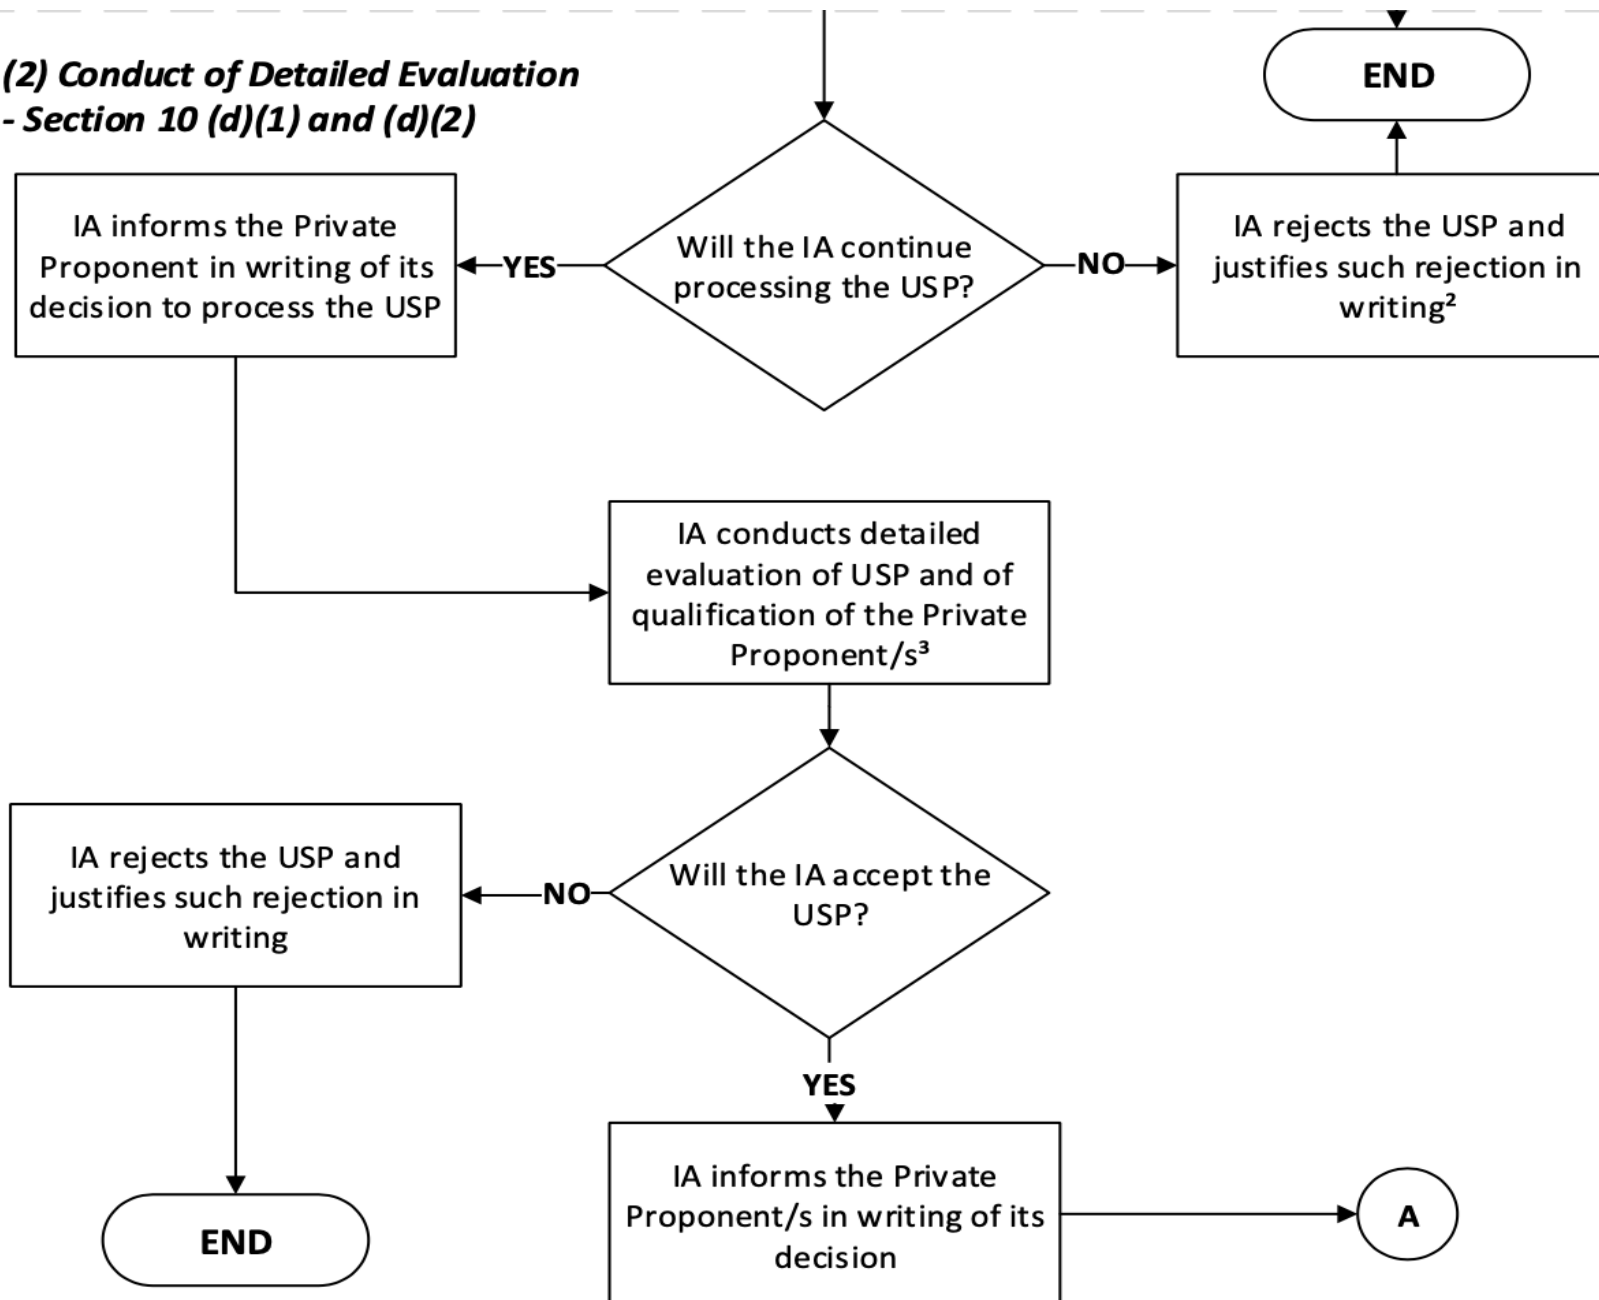 (2) Conduct of Detailed Evaluation
- Section 10 (d)(1) and (d)(2)
END
IA informs the Private
Proponent in writing of its
decision to process the USP
YES
Will the IA continue
processing the USP?
NO
IA rejects the USP and
justifies such rejection in
writing²
IA conducts detailed
evaluation of USP and of
qualification of the Private
Proponent/s³
IA rejects the USP and
justifies such rejection in
writing
NO
Will the IA accept the
USP?
YES
END
IA informs the Private
Proponent/s in writing of its
decision
A